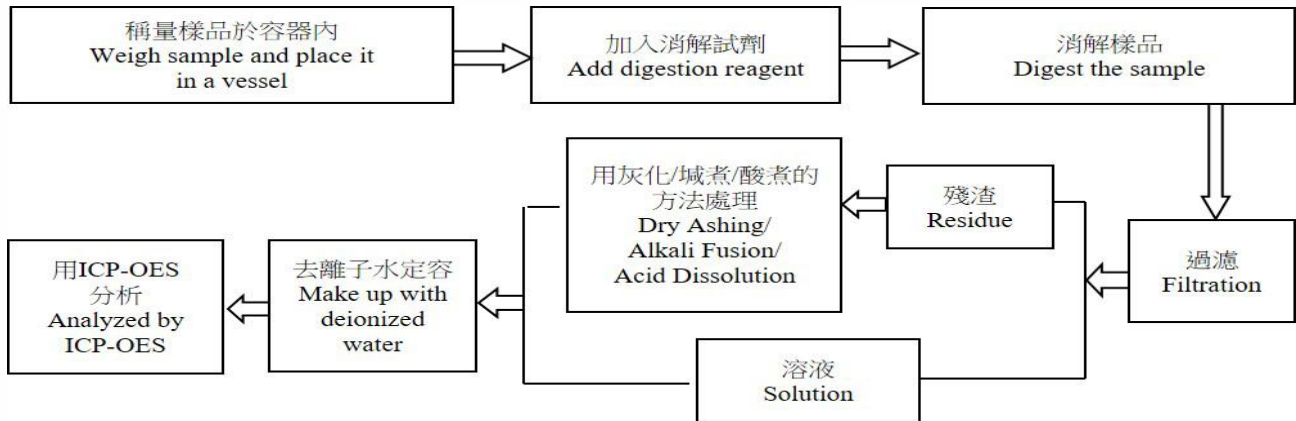 稱量樣品於容器內
Weigh sample and place it
in a vessel
加入消解試劑
Add digestion reagent
消解樣品
Digest the sample
過濾
Filtration
殘渣
Residue
用灰化/堿煮/酸煮的
方法處理
Dry Ashing/
Alkali Fusion/
Acid Dissolution
溶液
Solution
去離子水定容
Make up with
deionized
water
用ICP-OES
分析
Analyzed by
ICP-OES